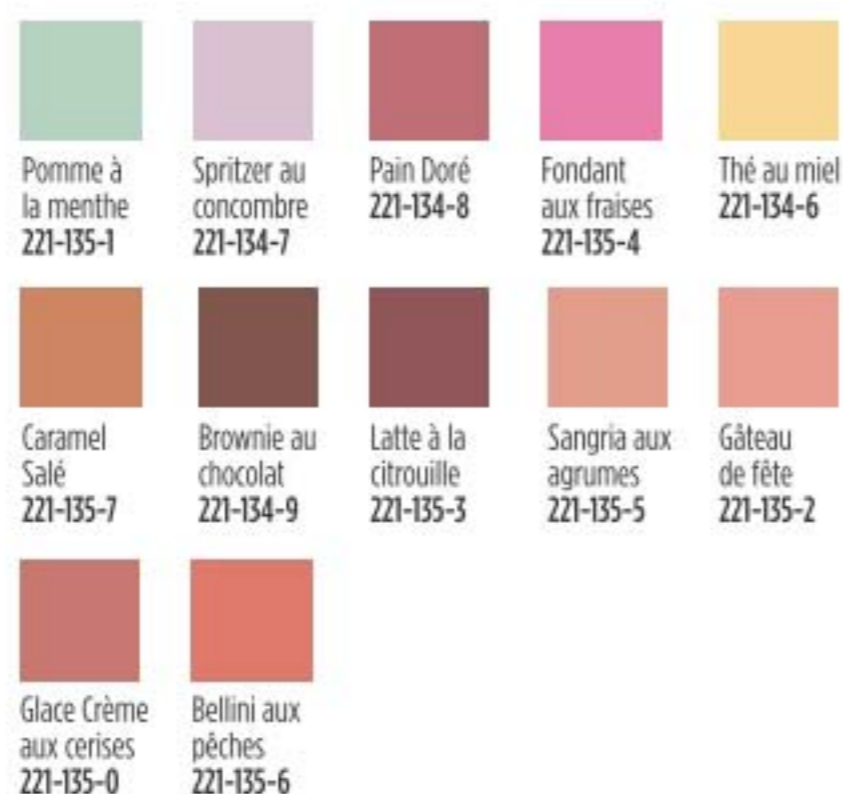 Pomme à
la menthe
221-135-1
Spritzer au
concombre
221-134-7
Pain Doré
221-134-8
Fondant
aux fraises
221-135-4
Thé au miel
221-134-6
Caramel
Salé
221-135-7
Brownie au
chocolat
221-134-9
Latte à la
citrouille
221-135-3
Sangria aux
agrumes
221-135-5
Gâteau
de fête
221-135-2
Glace Crème
aux cerises
221-135-0
Bellini aux
pêches
221-135-6